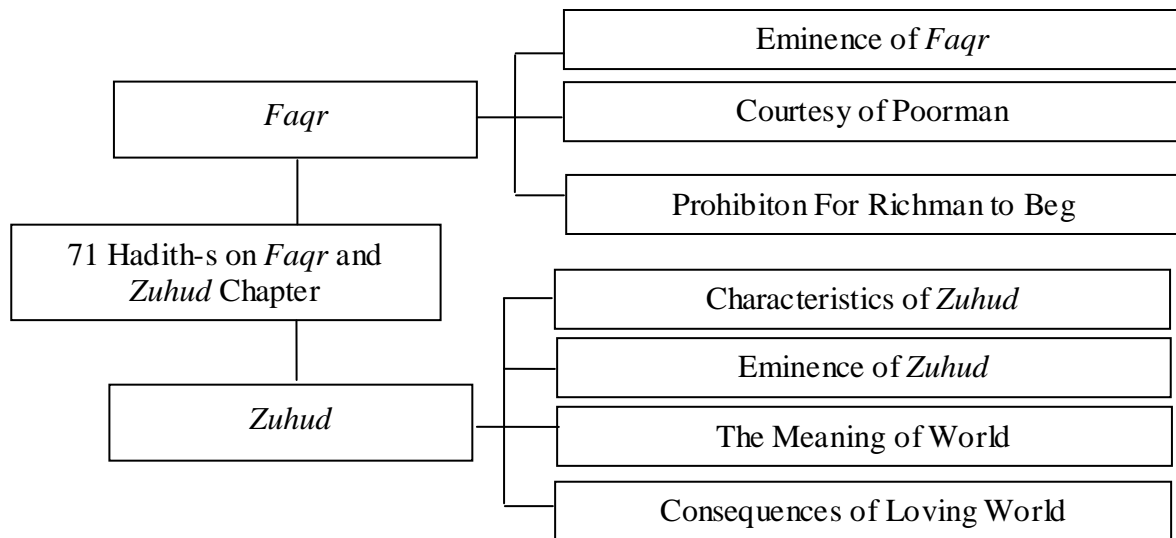 Eminence of Faqr
Faqr
Courtesy of Poorman
Prohibiton For Richman to Beg
71 Hadith-s on Faqr and
Zuhud Chapter
Characteristics of Zuhud
Eminence of Zuhud
Zuhud
The Meaning of World
Consequences of Loving World